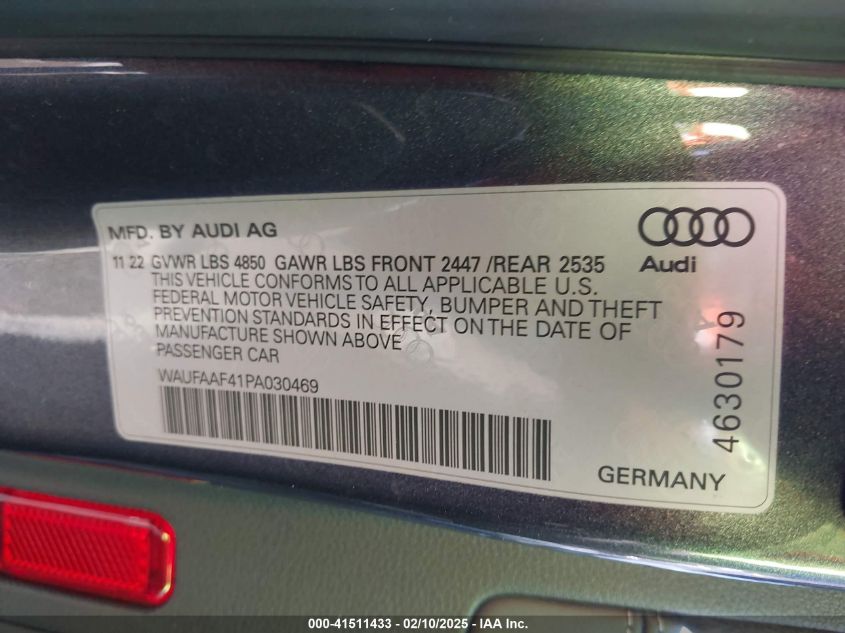 MFD. BY AUDI AG
Audi
11 22 GVWR LBS 4850 GAWR LBS FRONT 2447 /REAR 2535
THIS VEHICLE CONFORMS TO ALL APPLICABLE U.S.
FEDERAL MOTOR VEHICLE SAFETY, BUMPER AND THEFT
PREVENTION STANDARDS IN EFFECT ON THE DATE OF
MANUFACTURE SHOWN ABOVE
PASSENGER CAR
WAUFAAF41PA030469
4630179
GERMANY
000-41511433 - 02/10/2025 - IAA Inc.